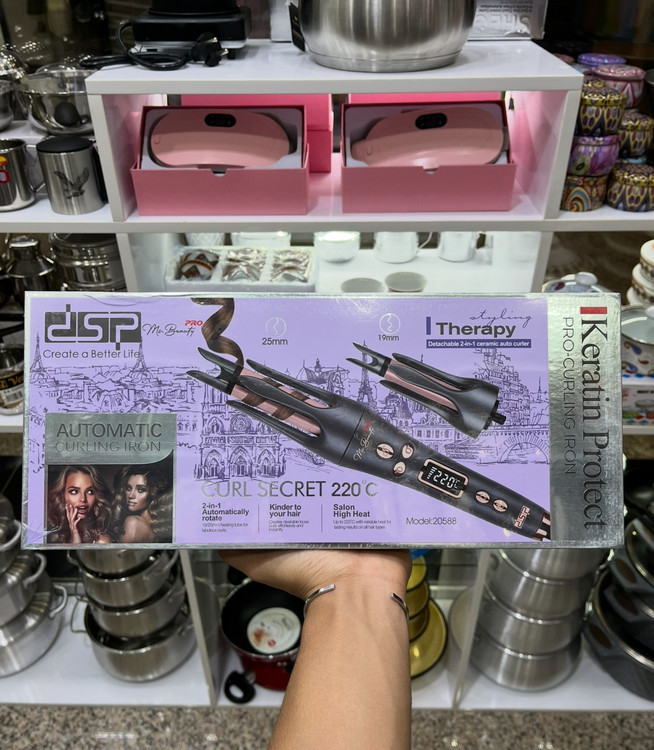 dsp
Create a Better Life
Mr. Beauty PRO
25mm
19mm
styling
Therapy
Detachable 2-in-1 ceramic auto curler
Keratin Protect
PRO-CURLING IRON
AUTOMATIC
CURLING IRON
CURL SECRET 220°C
2-in-1
Automatically
rotate
Kinder to
your hair
Salon
High Heat
Model:20588
220°C
dsp